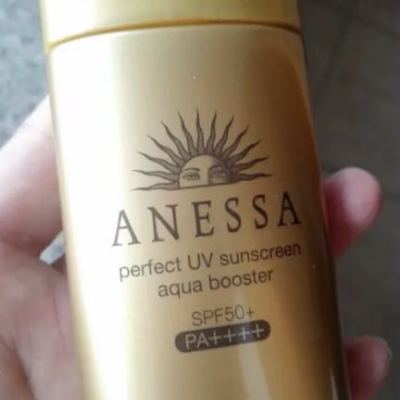 ANESSA
perfect UV sunscreen
aqua booster
SPF50+
PA++++